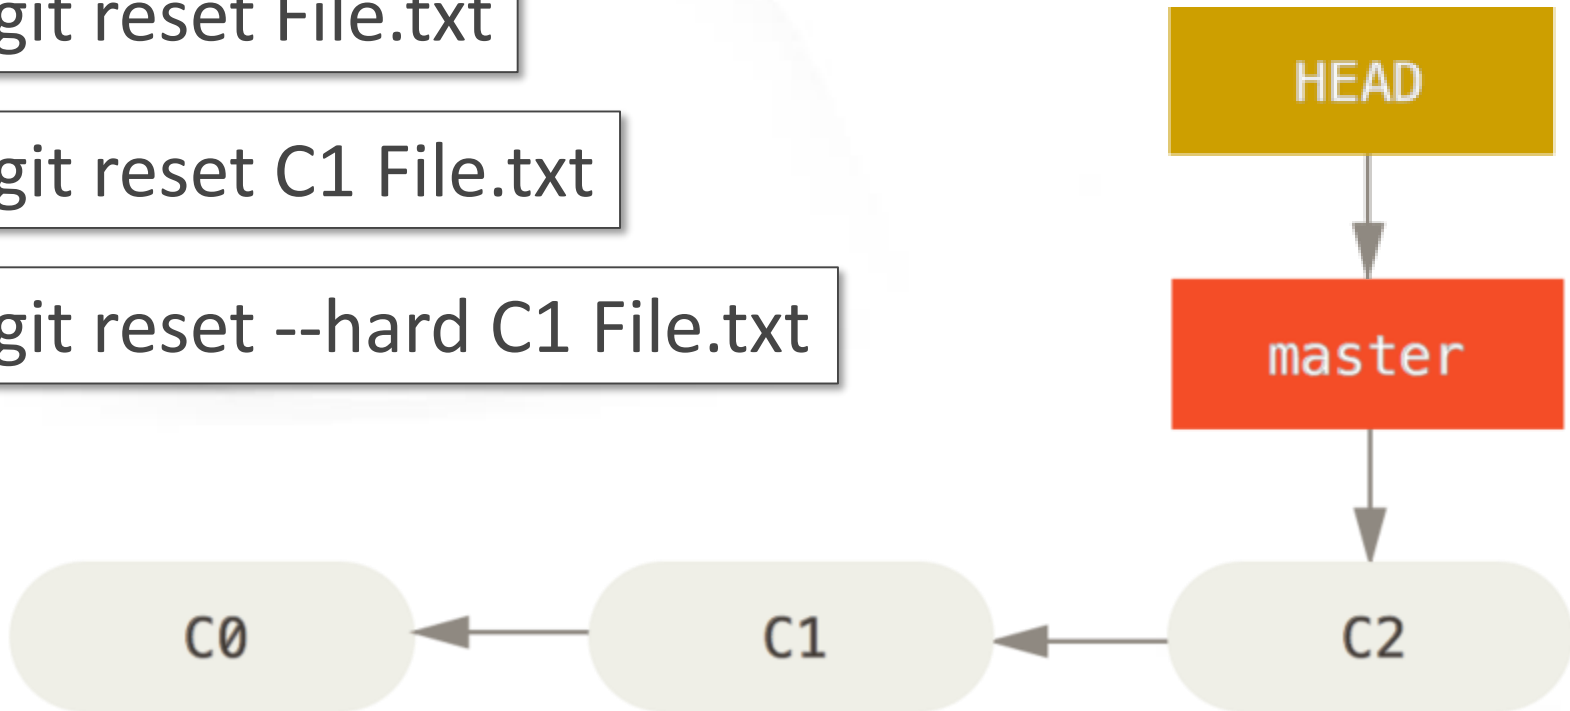 git reset File.txt
git reset C1 File.txt
git reset --hard C1 File.txt
HEAD
master
C0 C1 C2